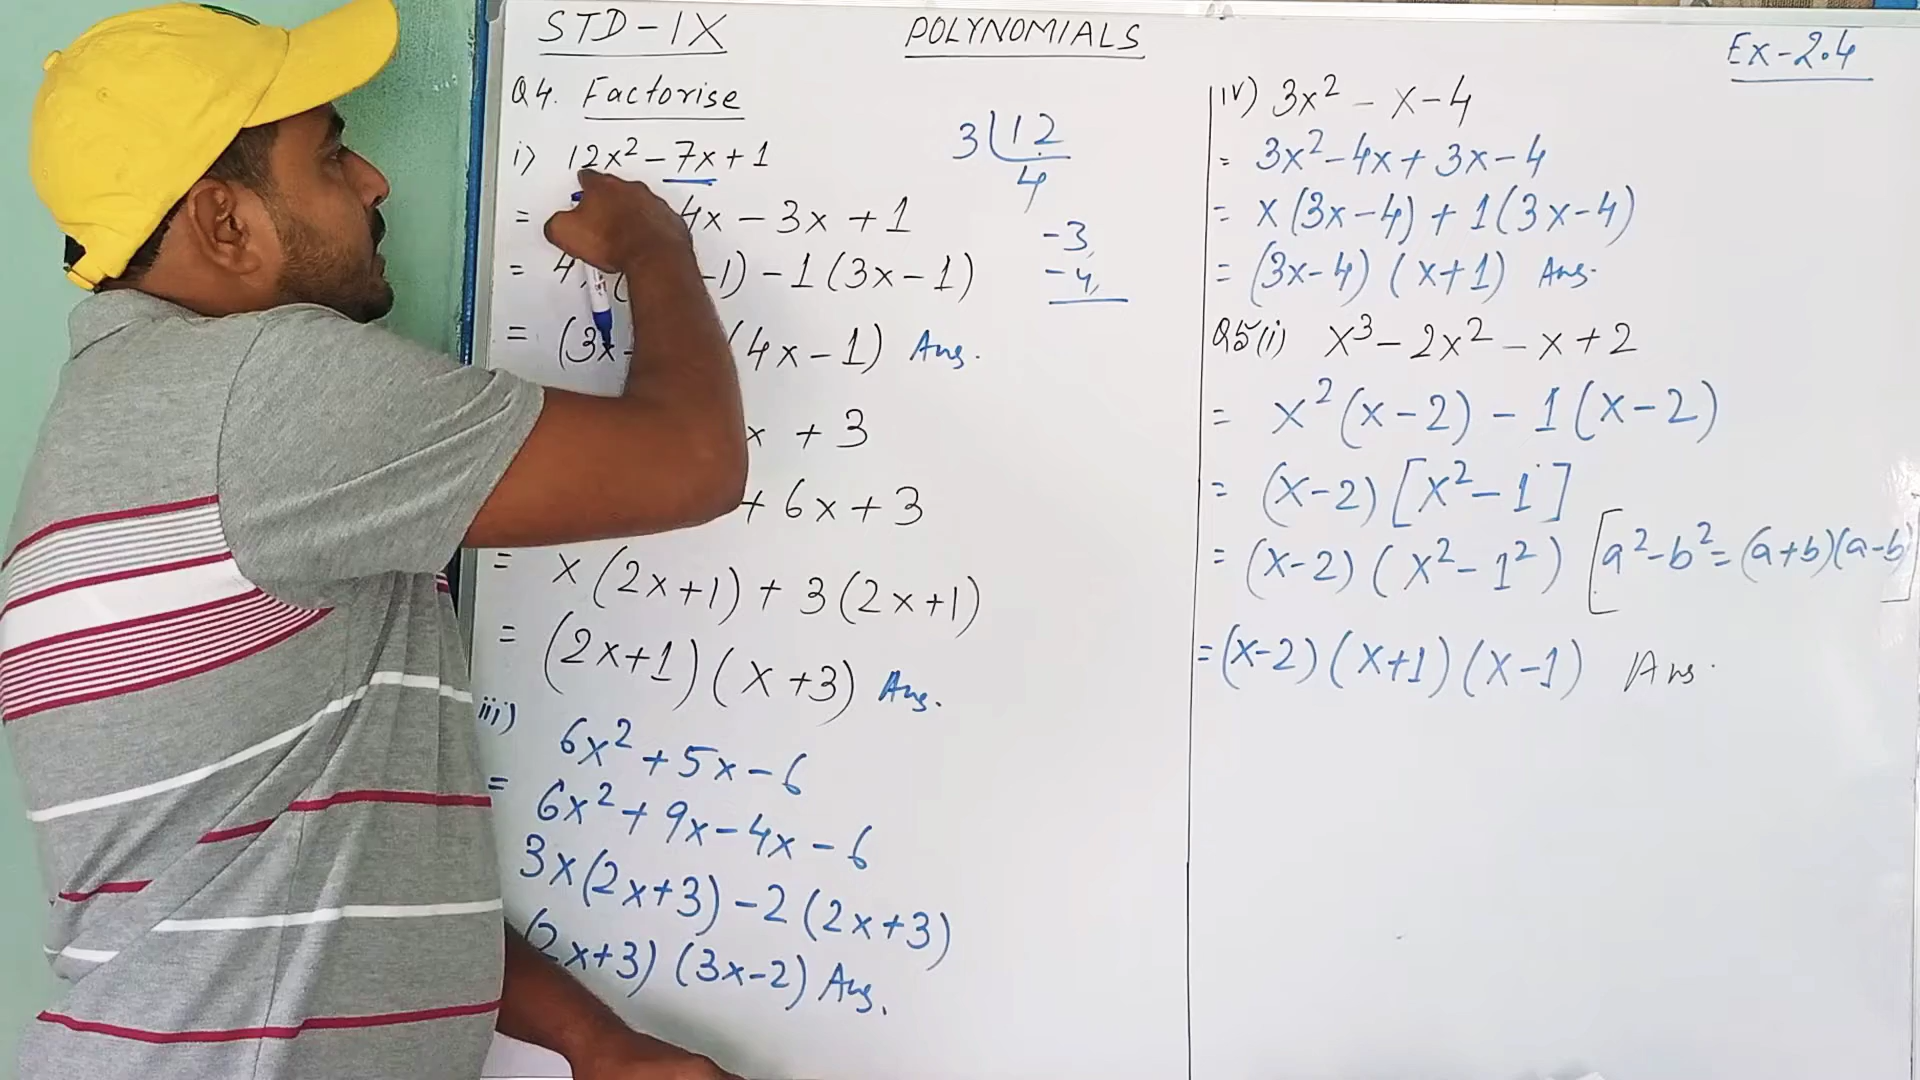 STD-IX
POLYNOMIALS
Ex-2.4
Q4. Factorise
i) 12x² - 7x + 1
= 4x - 3x + 1
= 4 -1) - 1 (3x - 1)
= (3x - (4x - 1) Ans.
x + 3
+ 6x + 3
= x (2x+1) + 3 (2x+1)
= (2x+1) (x+3) Ans.
iii) 6x² + 5x - 6
= 6x² + 9x - 4x - 6
3x (2x+3) - 2 (2x+3)
(2x+3) (3x-2) Ans.
3 12
4
-3,
-4,
iv) 3x² - x - 4
= 3x² - 4x + 3x - 4
= x (3x-4) + 1 (3x-4)
= (3x-4) (x+1) Ans.
Q5(i) x³ - 2x² - x + 2
= x² (x-2) - 1 (x-2)
= (x-2) [x² - 1]
= (x-2) (x² - 1²) [a² - b² = (a+b)(a-b)]
= (x-2) (x+1) (x-1) Ans.